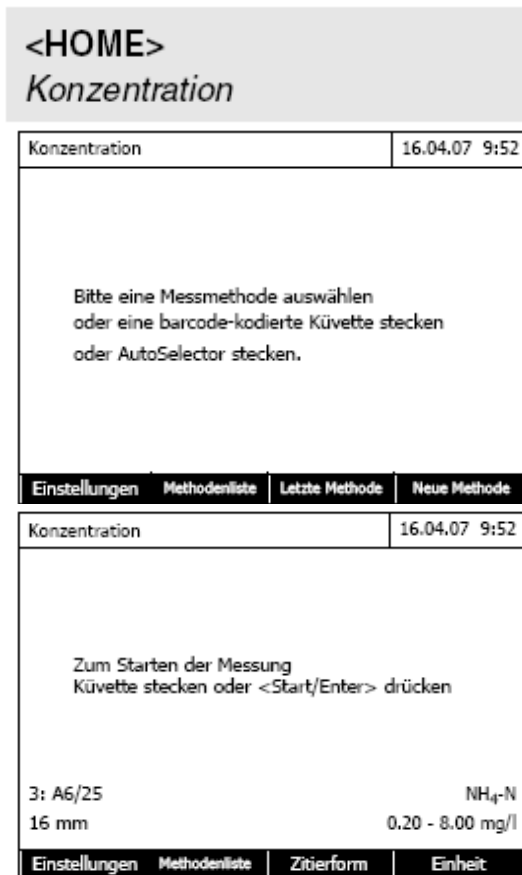 <HOME>
Konzentration
Konzentration 16.04.07 9:52
Bitte eine Messmethode auswählen
oder eine barcode-kodierte Küvette stecken
oder AutoSelector stecken.
Einstellungen Methodenliste Letzte Methode Neue Methode
Konzentration 16.04.07 9:52
Zum Starten der Messung
Küvette stecken oder <Start/Enter> drücken
3: A6/25 NH₄-N
16 mm 0.20 - 8.00 mg/l
Einstellungen Methodenliste Zitierform Einheit